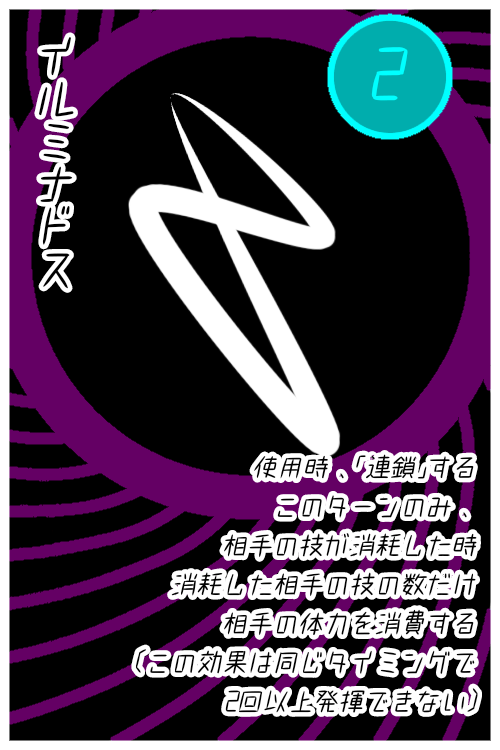 イルミナドス
2
使用時、「連鎖」する
このターンのみ、
相手の技が消耗した時
消耗した相手の技の数だけ
相手の体力を消費する
(この効果は同じタイミングで
2回以上発揮できない)